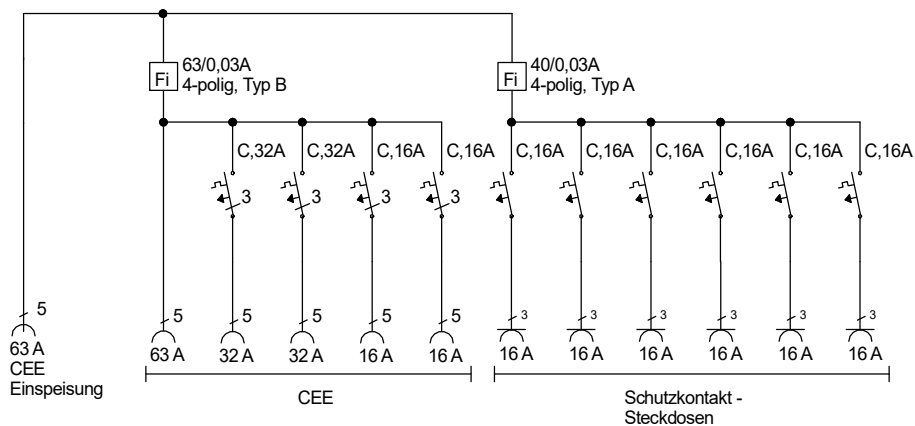 63/0,03A
4-polig, Typ B
Fi
40/0,03A
4-polig, Typ A
Fi
C,32A C,32A C,16A C,16A C,16A C,16A C,16A C,16A C,16A C,16A
3 3 3 3
5 5 5 5 5 5 3 3 3 3 3 3
63 A 63 A 32 A 32 A 16 A 16 A 16 A 16 A 16 A 16 A 16 A 16 A
CEE
Einspeisung
CEE
Schutzkontakt -
Steckdosen